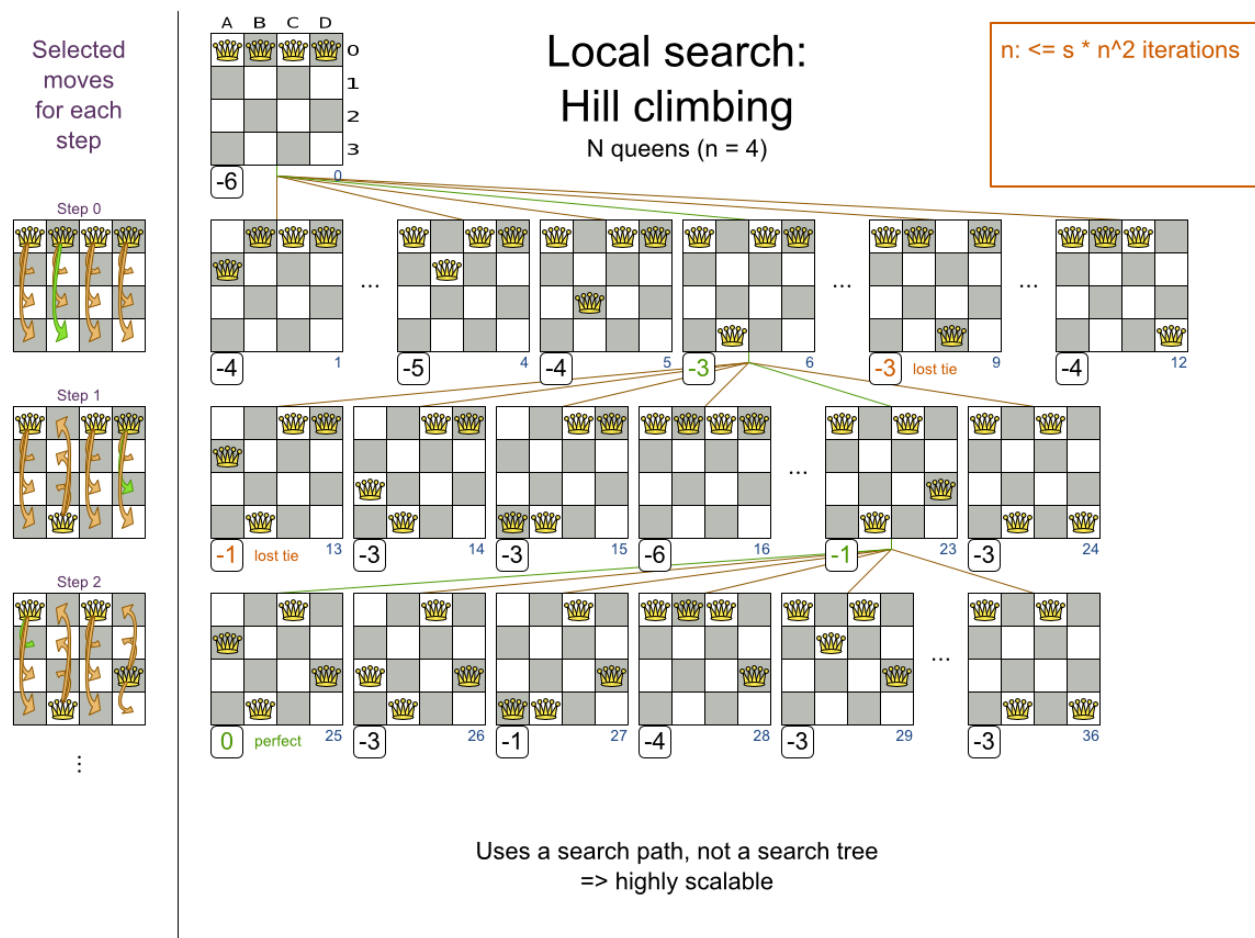 Selected
moves
for each
step
A B C D
0
1
2
3
-6
0
Local search:
Hill climbing
N queens (n = 4)
n: <= s * n^2 iterations
Step 0
...
...
...
-4
1
-5
4
-4
5
-3
6
-3
lost tie
9
-4
12
Step 1
...
-1
lost tie
13
-3
14
-3
15
-6
16
-1
23
-3
24
Step 2
...
0
perfect
25
-3
26
-1
27
-4
28
-3
29
-3
36
...
Uses a search path, not a search tree
=> highly scalable